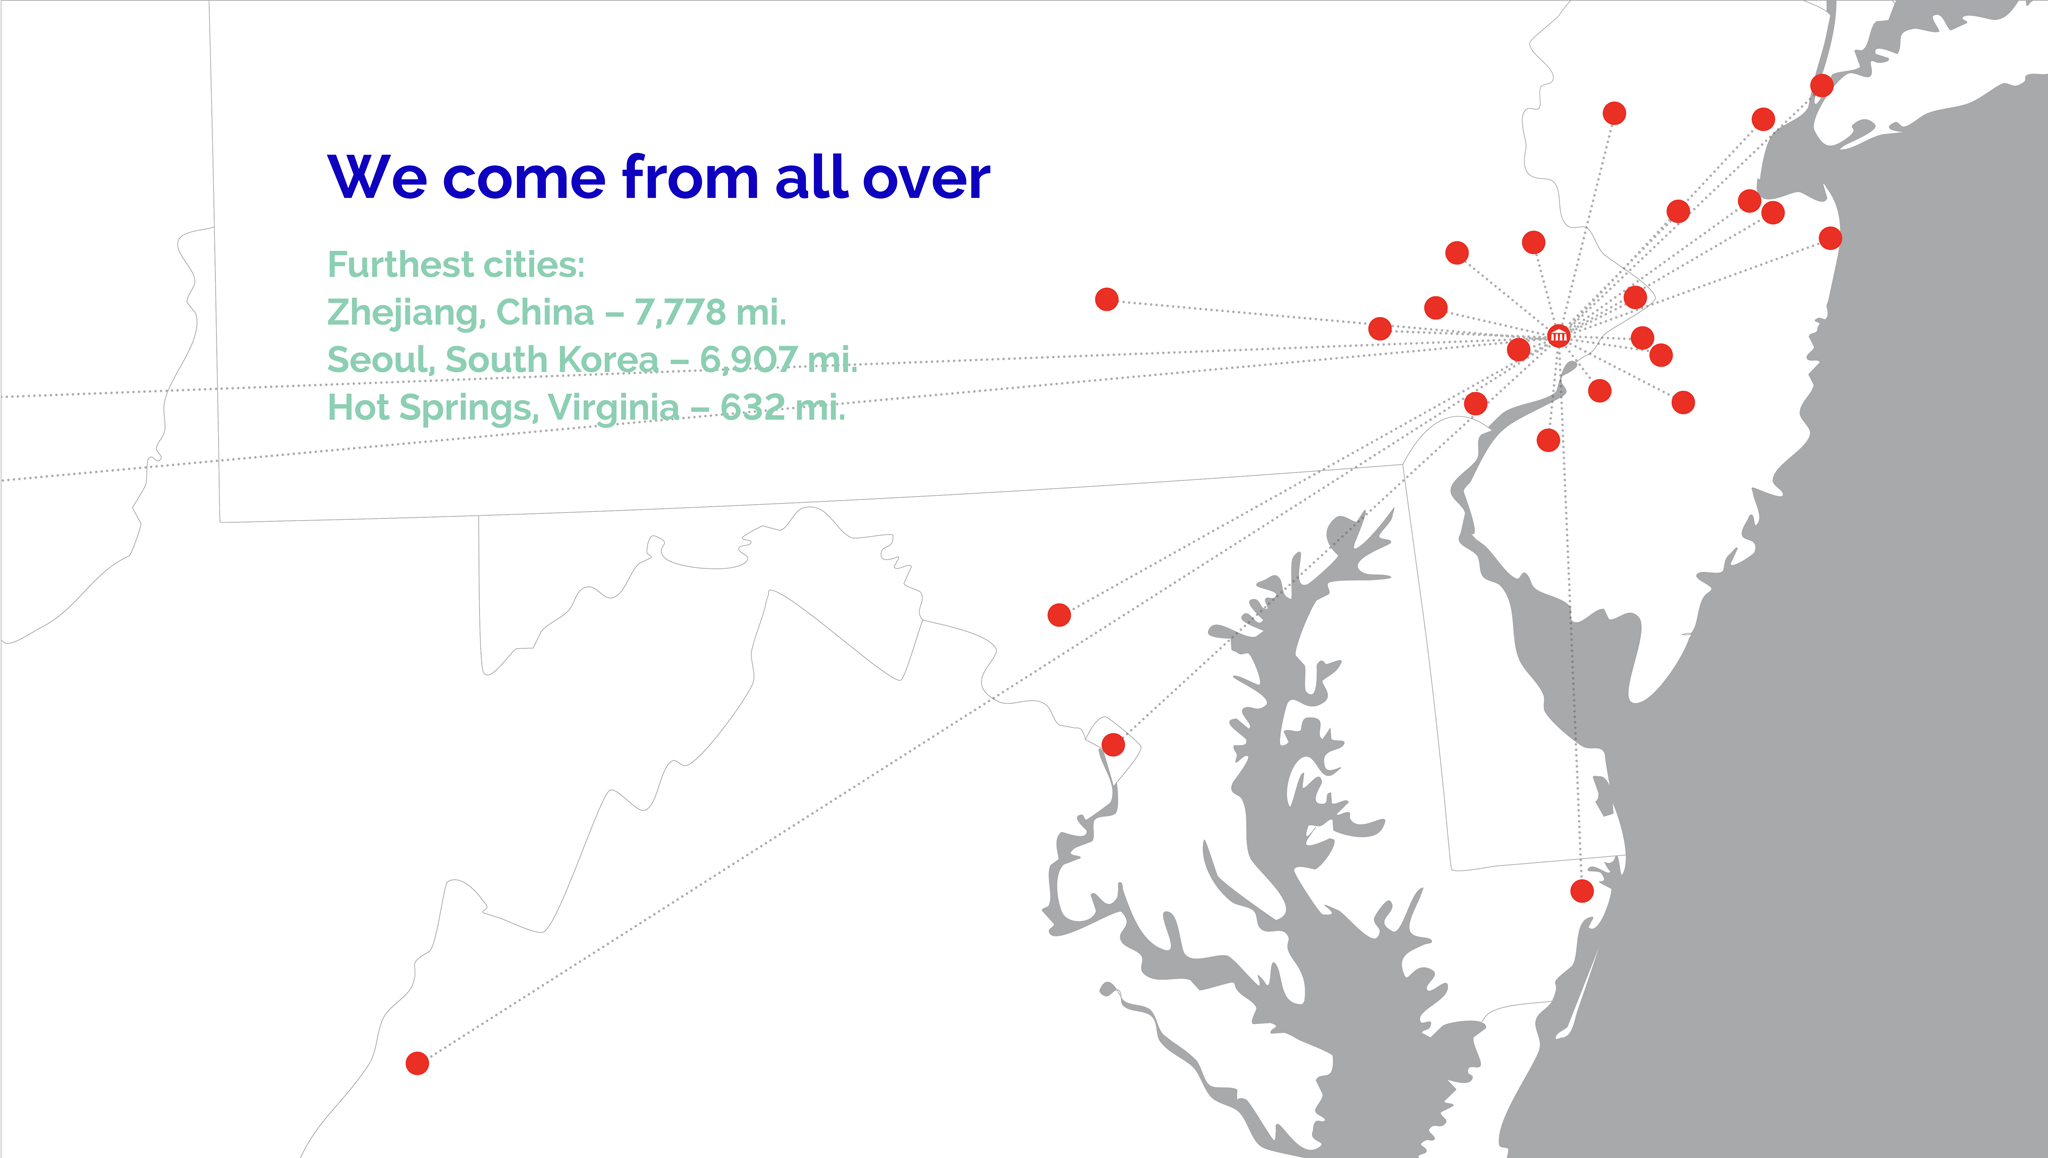 We come from all over
Furthest cities:
Zhejiang, China – 7,778 mi.
Seoul, South Korea – 6,907 mi.
Hot Springs, Virginia – 632 mi.